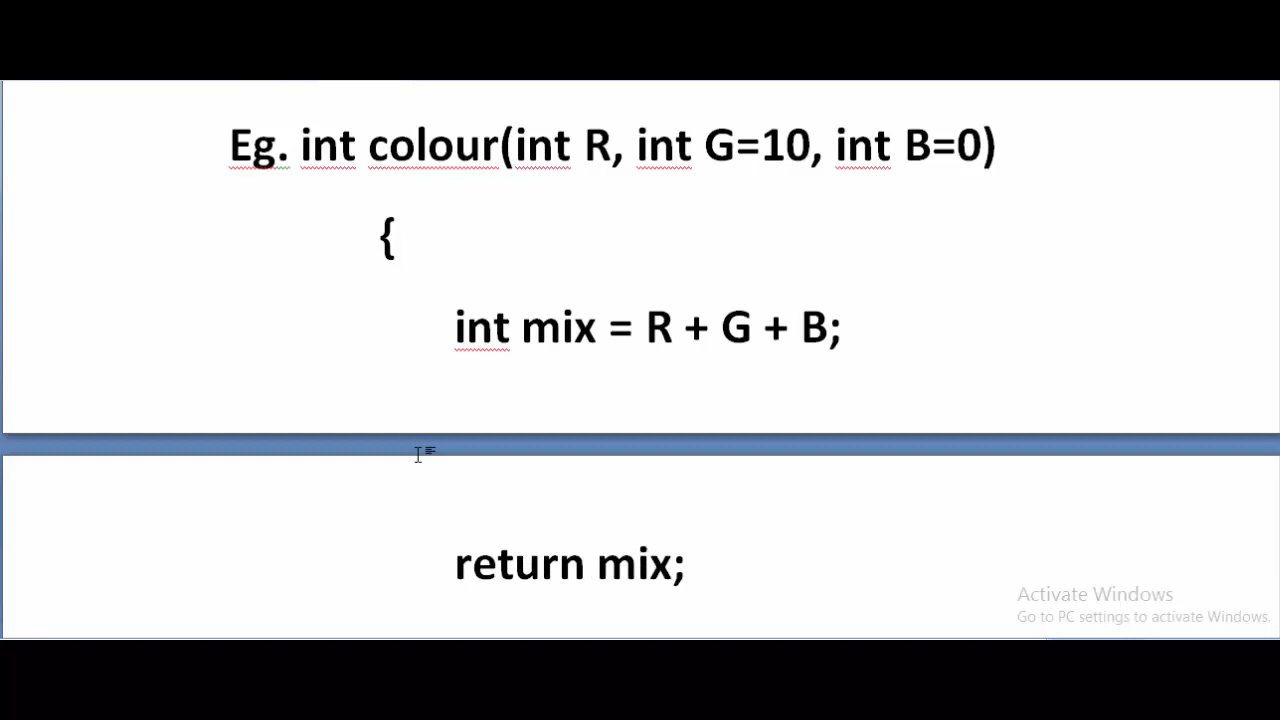 Eg. int colour(int R, int G=10, int B=0)
{
int mix = R + G + B;
return mix;
Activate Windows
Go to PC settings to activate Windows.